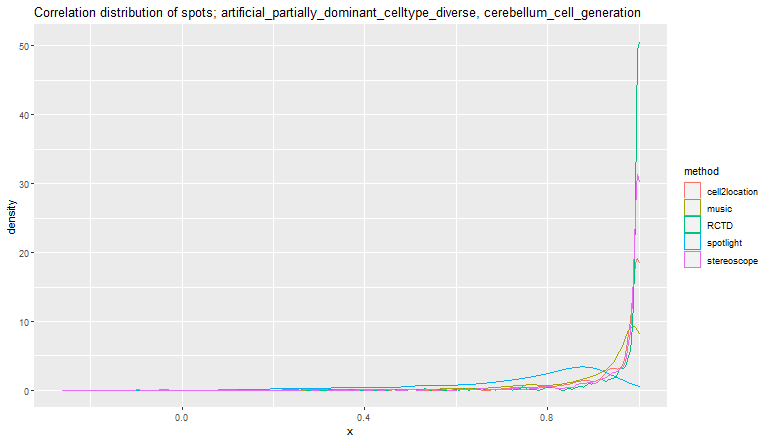 Correlation distribution of spots; artificial_partially_dominant_celltype_diverse, cerebellum_cell_generation
50
40
30
20
10
0
density
0.0
0.4
0.8
x
method
cell2location
music
RCTD
spotlight
stereoscope